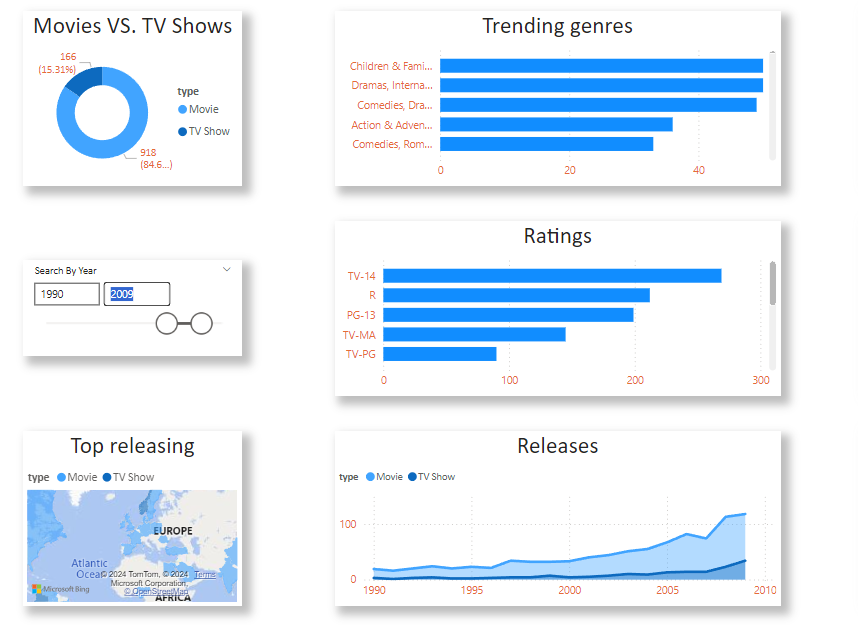 Movies VS. TV Shows
166
(15.31%)
type
Movie
TV Show
918
(84.6...)
Trending genres
Children & Fami...
Dramas, Interna...
Comedies, Dra...
Action & Adven...
Comedies, Rom...
0 20 40
Search By Year
1990 2009
Ratings
TV-14
R
PG-13
TV-MA
TV-PG
0 100 200 300
Top releasing
type Movie TV Show
EUROPE
Atlantic
Ocean
© 2024 TomTom, © 2024 Terms
Microsoft Corporation,
Microsoft Bing
© OpenStreetMap
AFRICA
Releases
type Movie TV Show
100
0
1990 1995 2000 2005 2010